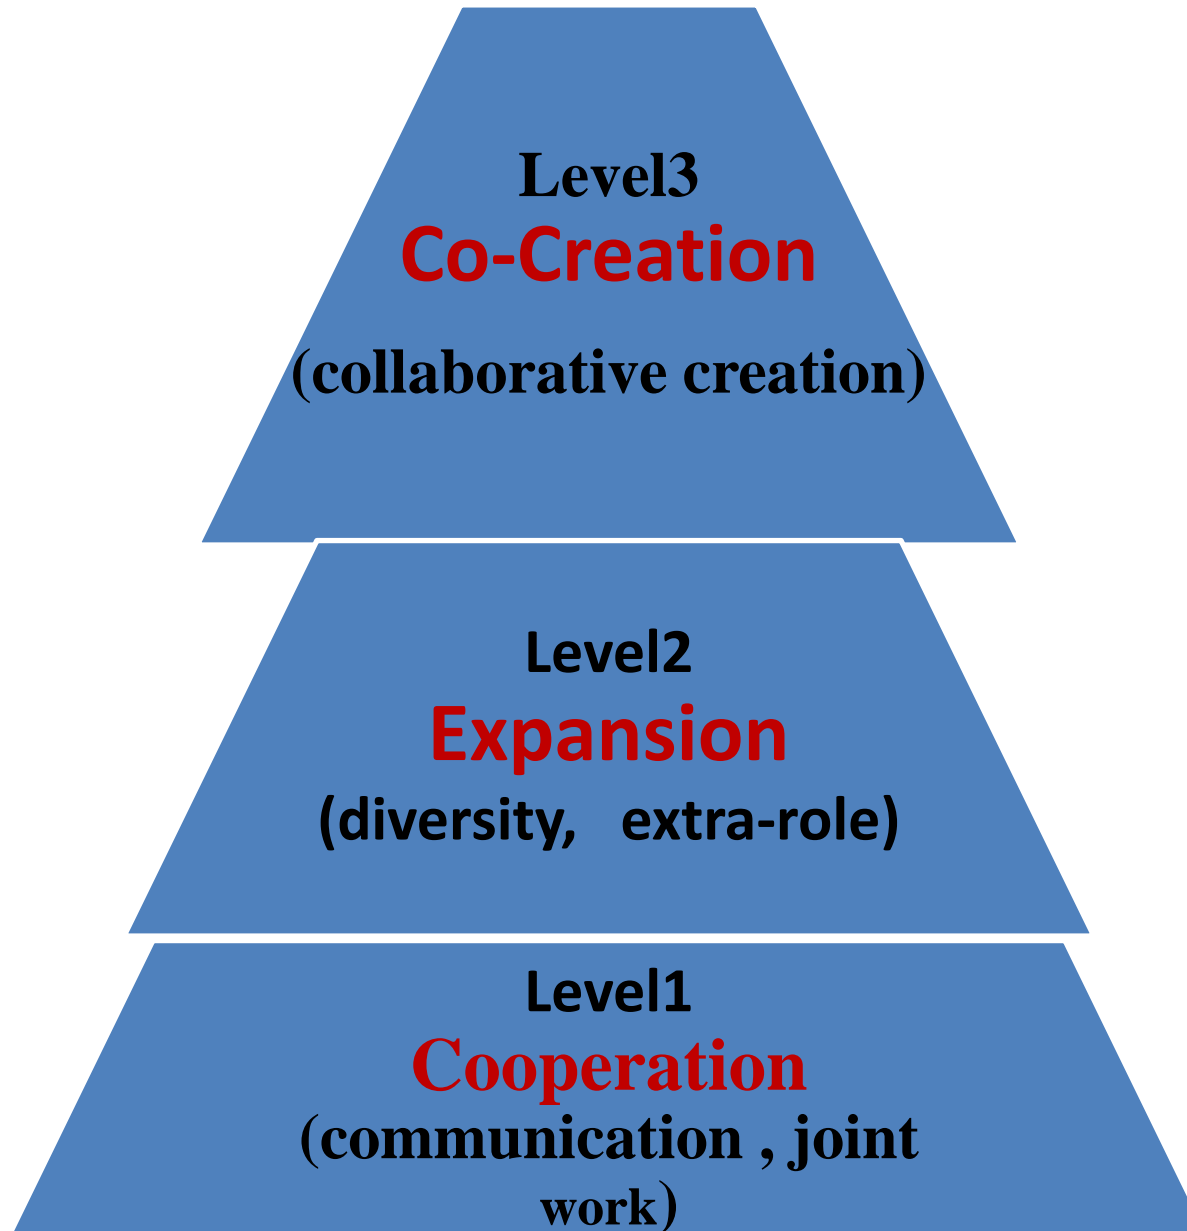 Level3
Co-Creation
(collaborative creation)
Level2
Expansion
(diversity, extra-role)
Level1
Cooperation
(communication , joint
work)